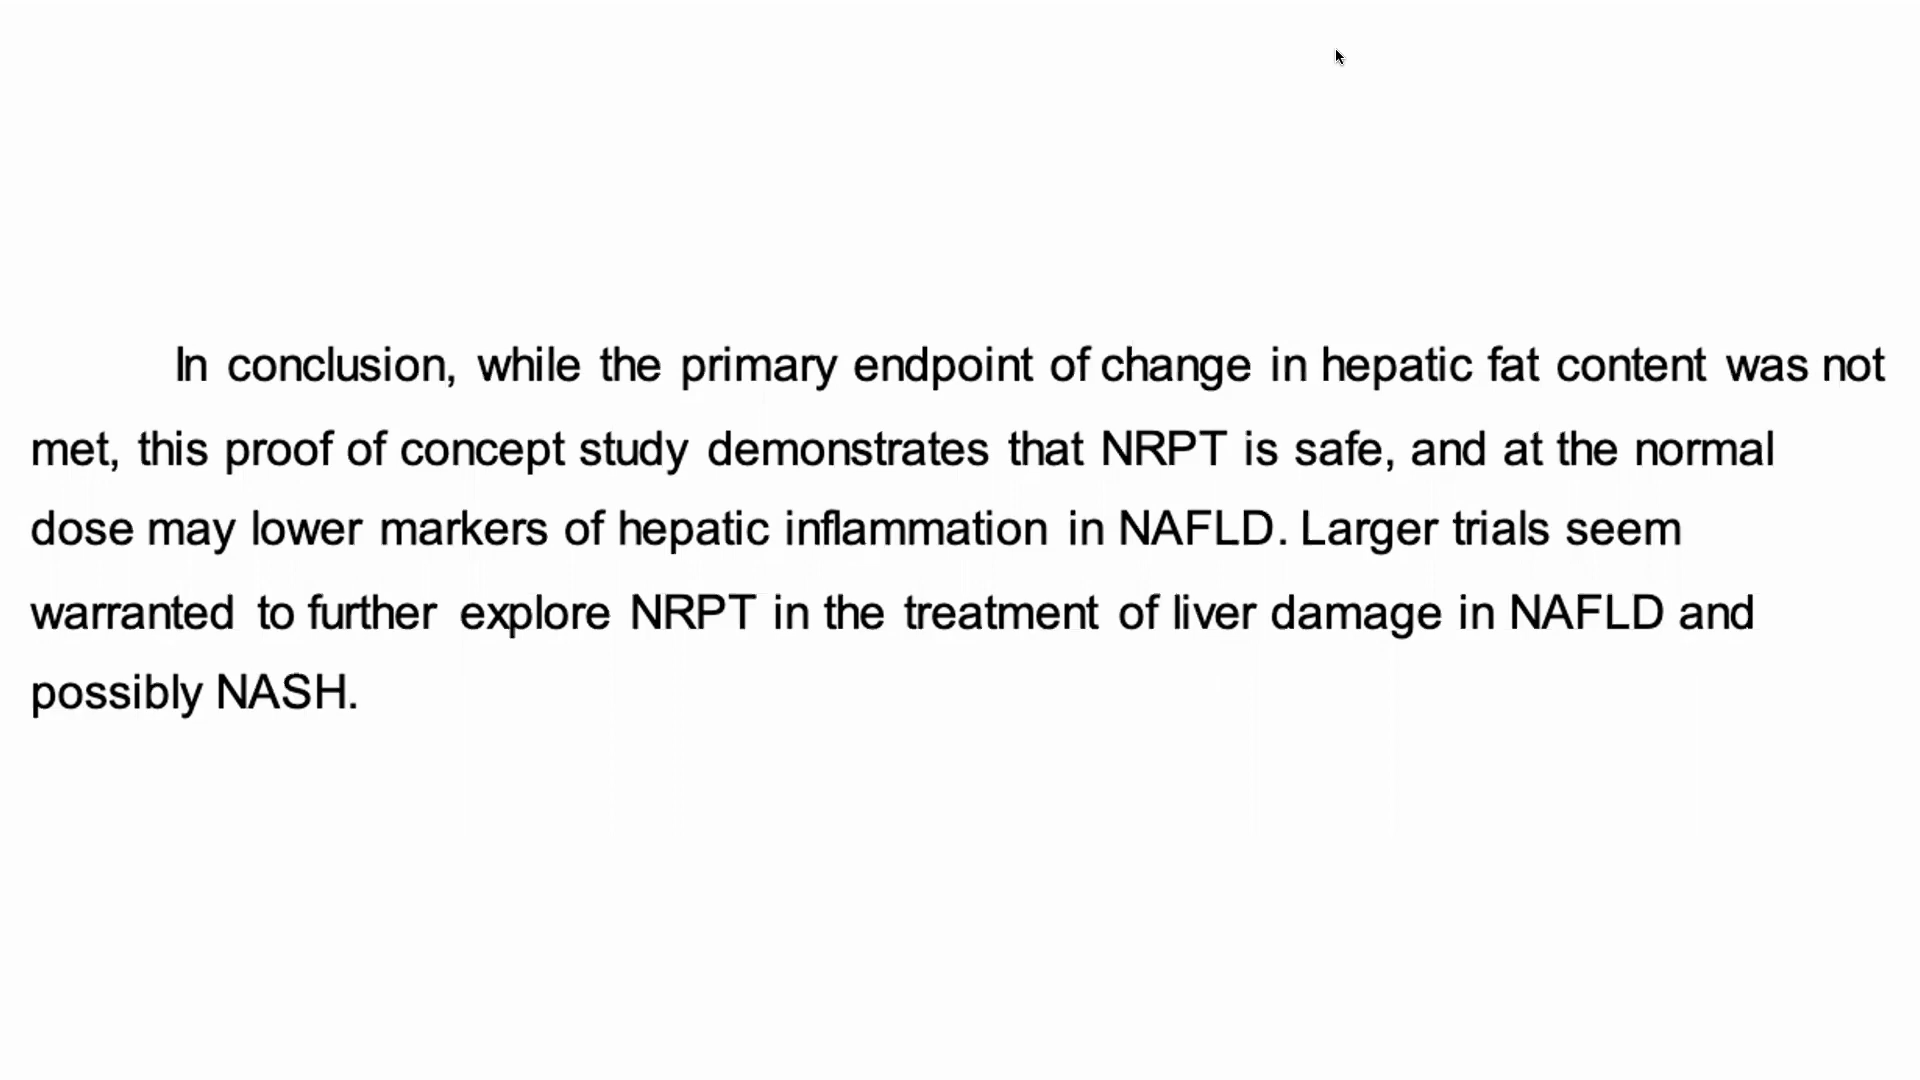 In conclusion, while the primary endpoint of change in hepatic fat content was not
met, this proof of concept study demonstrates that NRPT is safe, and at the normal
dose may lower markers of hepatic inflammation in NAFLD. Larger trials seem
warranted to further explore NRPT in the treatment of liver damage in NAFLD and
possibly NASH.